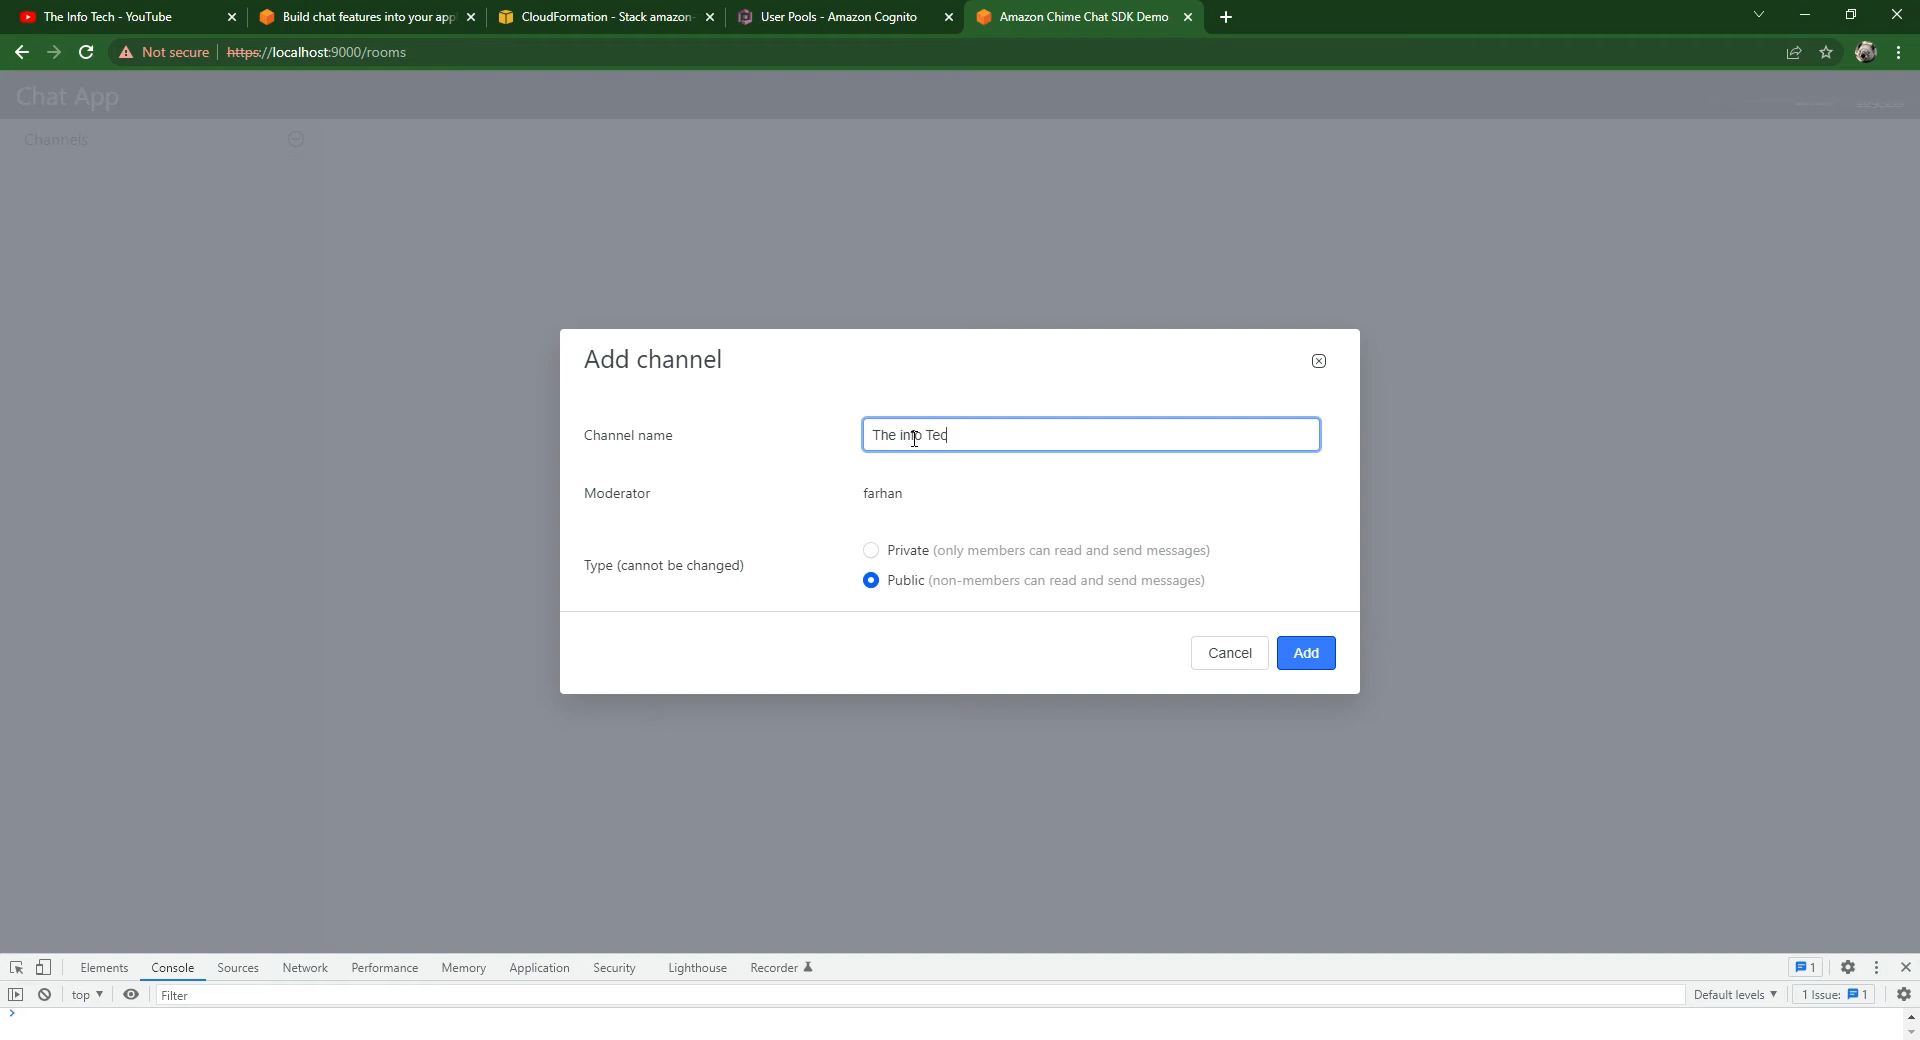 The Info Tech - YouTube
Build chat features into your app
CloudFormation - Stack amazon-
User Pools - Amazon Cognito
Amazon Chime Chat SDK Demo
Not secure https://localhost:9000/rooms
Chat App
Channels
Add channel
Channel name The info Tec
Moderator farhan
Type (cannot be changed)
Private (only members can read and send messages)
Public (non-members can read and send messages)
Cancel Add
Elements Console Sources Network Performance Memory Application Security Lighthouse Recorder 1
top Filter Default levels 1 Issue: 1